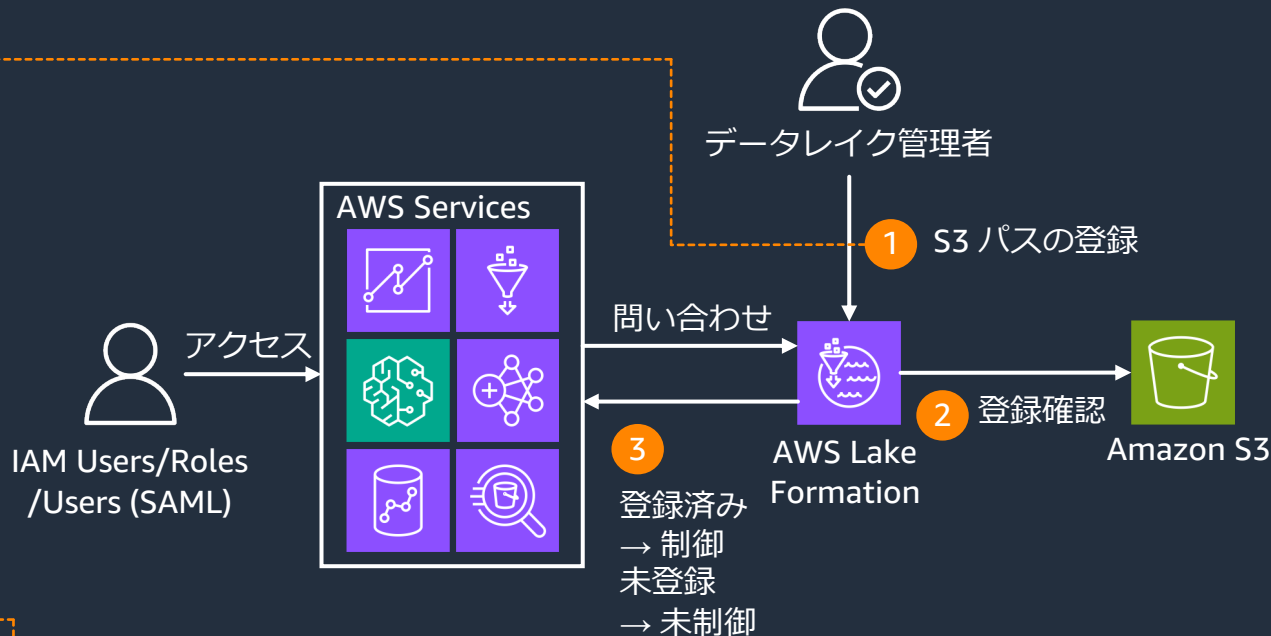 データレイク管理者
AWS Services
1 S3 パスの登録
アクセス
問い合わせ
IAM Users/Roles
/Users (SAML)
AWS Lake
Formation
2 登録確認
Amazon S3
3
登録済み
→ 制御
未登録
→ 未制御